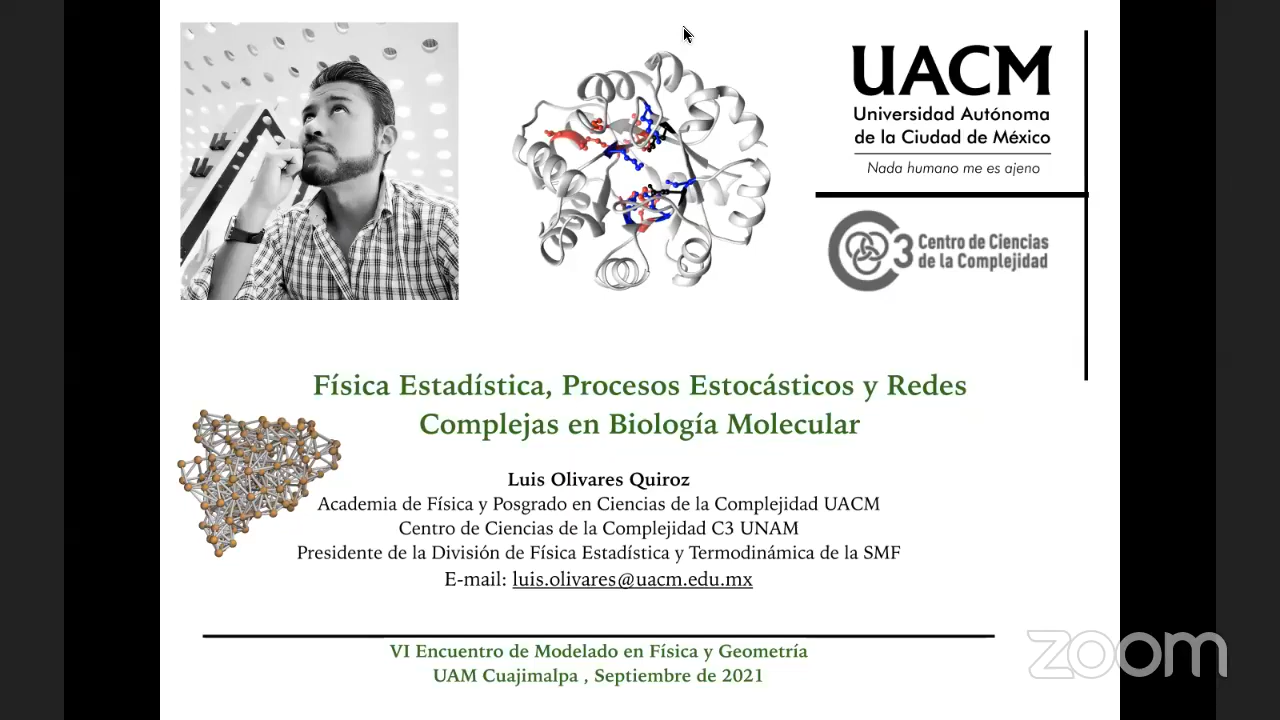 UACM
Universidad Autónoma
de la Ciudad de México
Nada humano me es ajeno
C3 Centro de Ciencias
de la Complejidad
Física Estadística, Procesos Estocásticos y Redes
Complejas en Biología Molecular
Luis Olivares Quiroz
Academia de Física y Posgrado en Ciencias de la Complejidad UACM
Centro de Ciencias de la Complejidad C3 UNAM
Presidente de la División de Física Estadística y Termodinámica de la SMF
E-mail: luis.olivares@uacm.edu.mx
VI Encuentro de Modelado en Física y Geometría
UAM Cuajimalpa , Septiembre de 2021
zoom